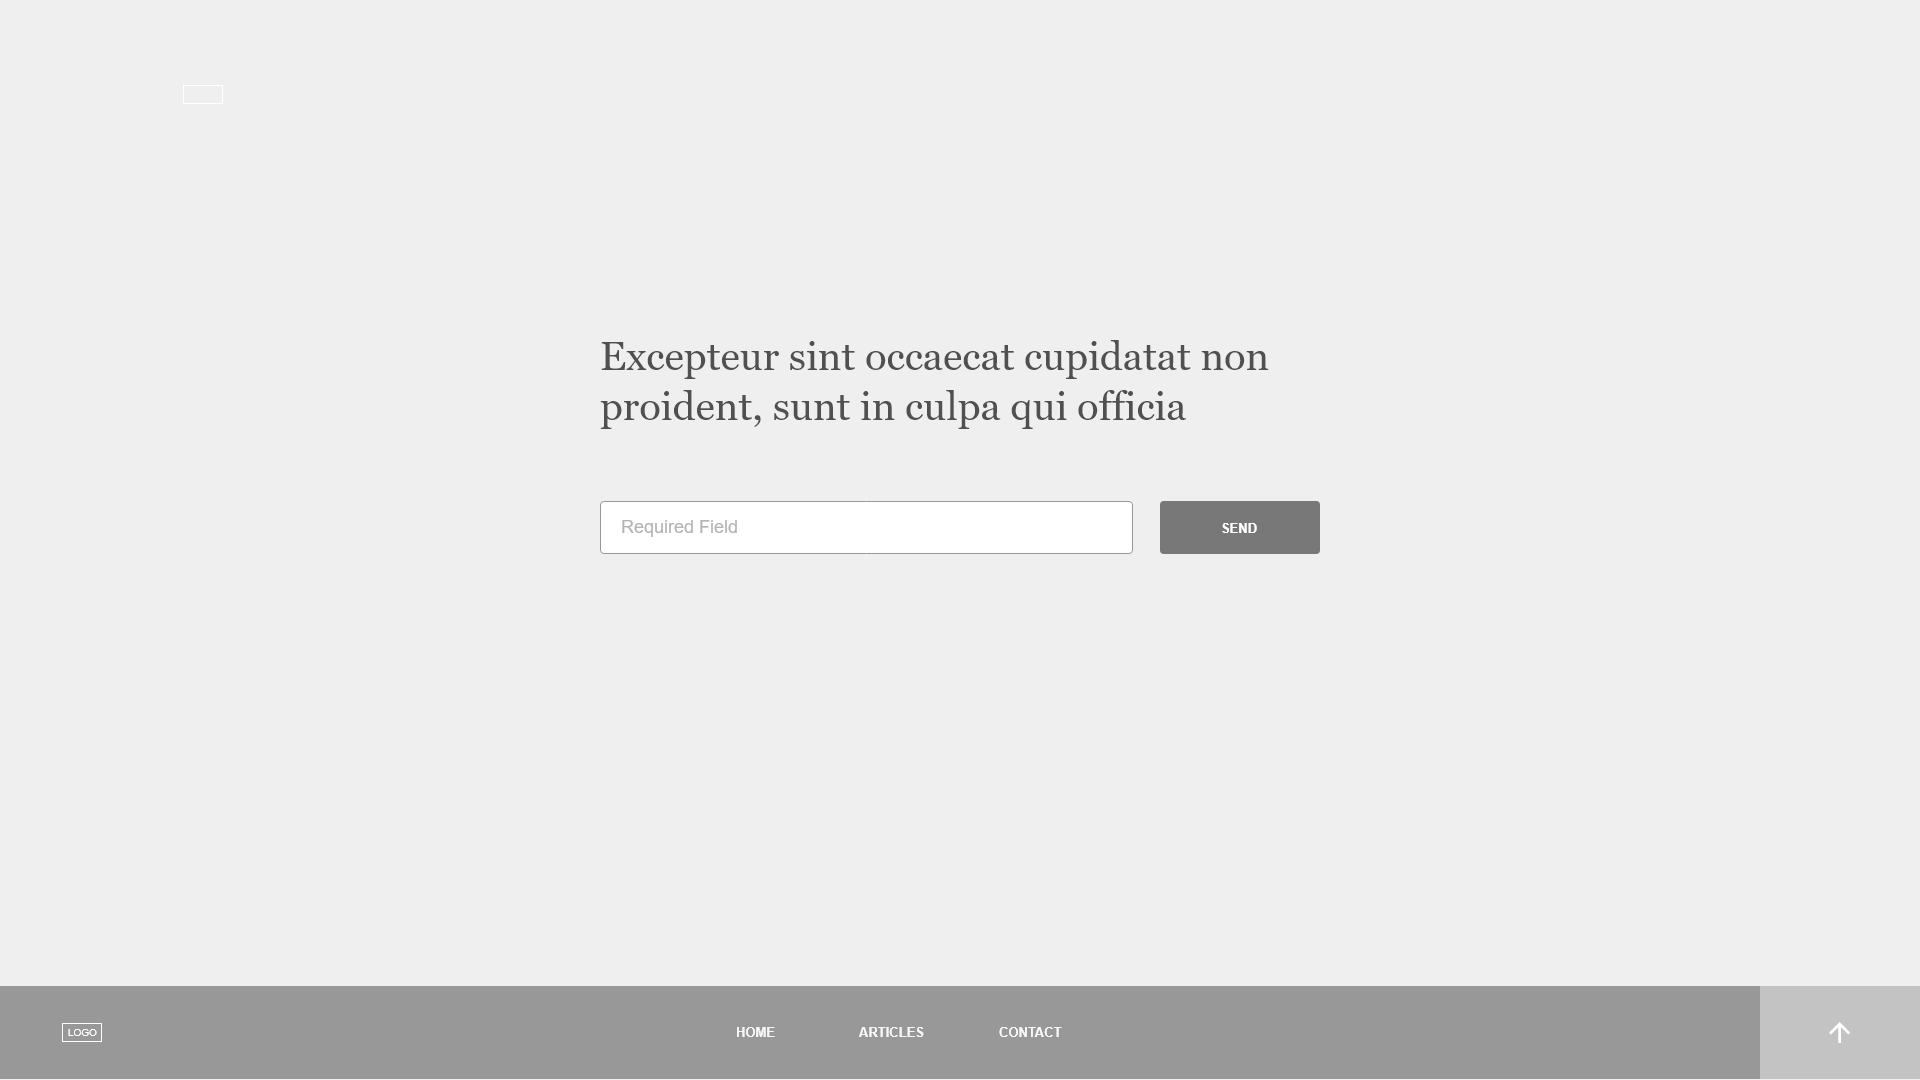 Excepteur sint occaecat cupidatat non
proident, sunt in culpa qui officia
Required Field
SEND
LOGO
HOME
ARTICLES
CONTACT